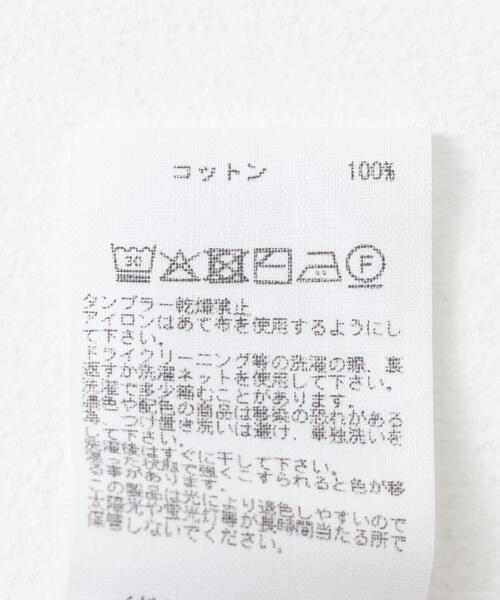 コットン 100%
30 F
タンブラー乾燥禁止
アイロンはあて布を使用するようにし
て下さい。
ドライクリーニング等の洗濯の際、裏
返すか洗濯ネットを使用して下さい。
洗濯で多少縮むことがあります。
濃色や配色の商品は移染の恐れがある
為、つけ置き洗いは避け、単独洗いを
して下さい。
洗濯後はすぐに干して下さい。
濡れた状態で強くこすられると色が移
る事があります。
この製品は光により退色しやすいので
太陽光や蛍光灯等が長時間当たる所で
保管しないでください。